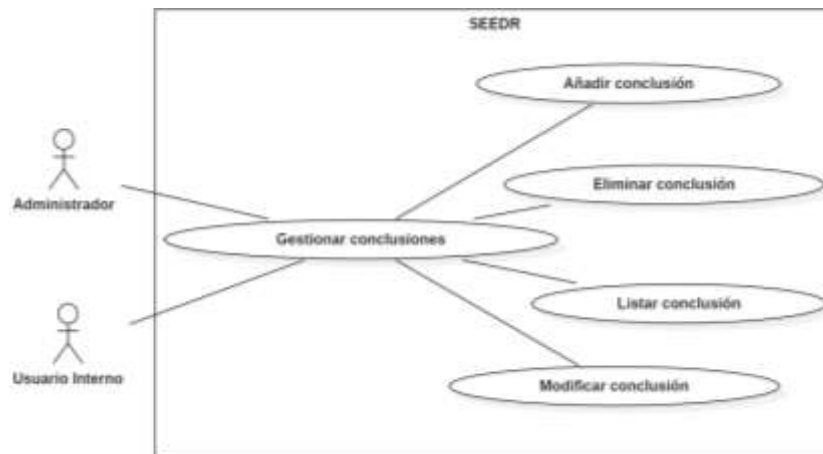 SEEDR
Añadir conclusión
Administrador
Eliminar conclusión
Gestionar conclusiones
Listar conclusión
Usuario Interno
Modificar conclusión